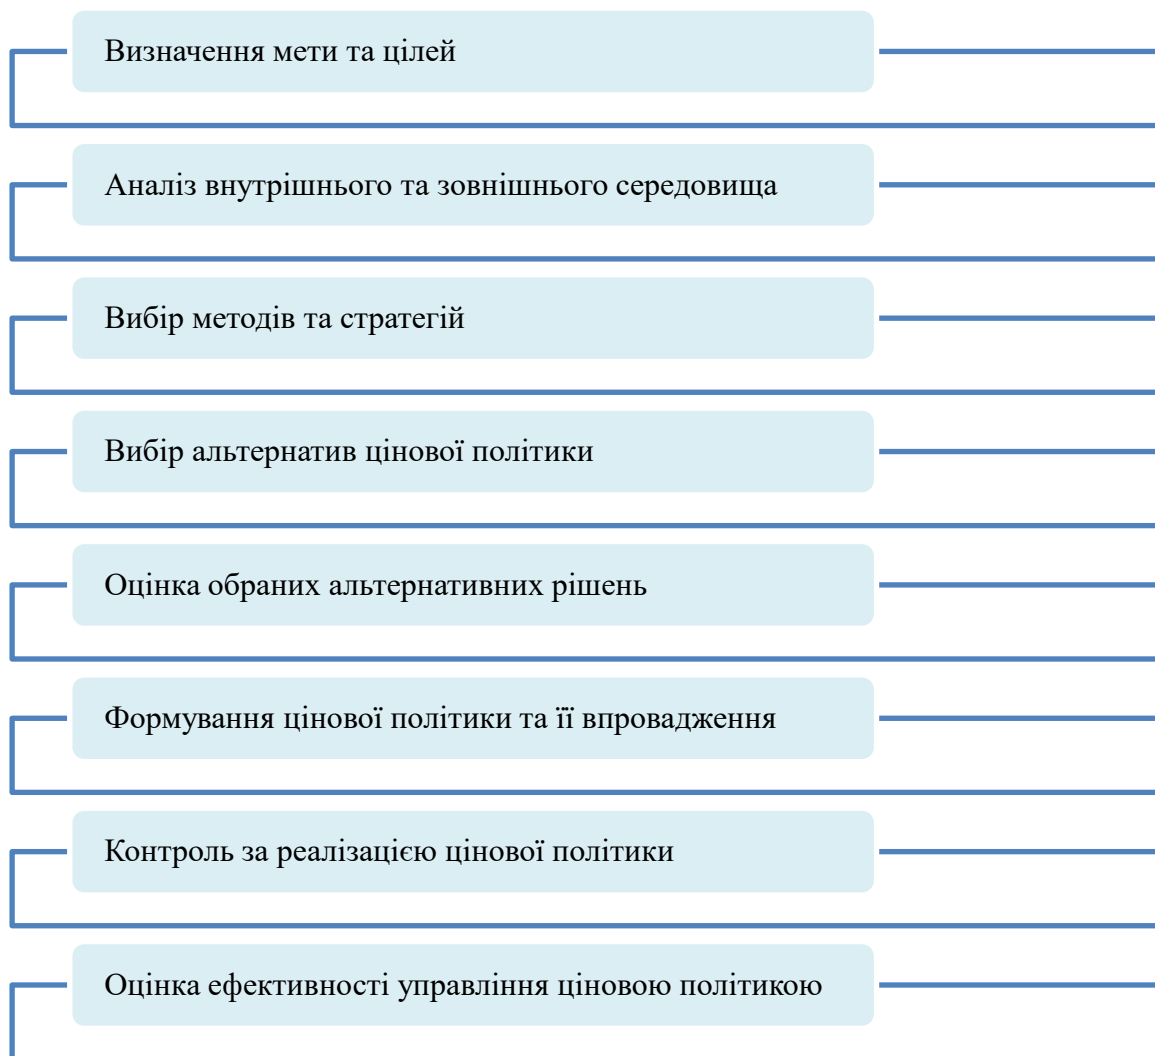 Визначення мети та цілей
Аналіз внутрішнього та зовнішнього середовища
Вибір методів та стратегій
Вибір альтернатив цінової політики
Оцінка обраних альтернативних рішень
Формування цінової політики та її впровадження
Контроль за реалізацією цінової політики
Оцінка ефективності управління ціновою політикою